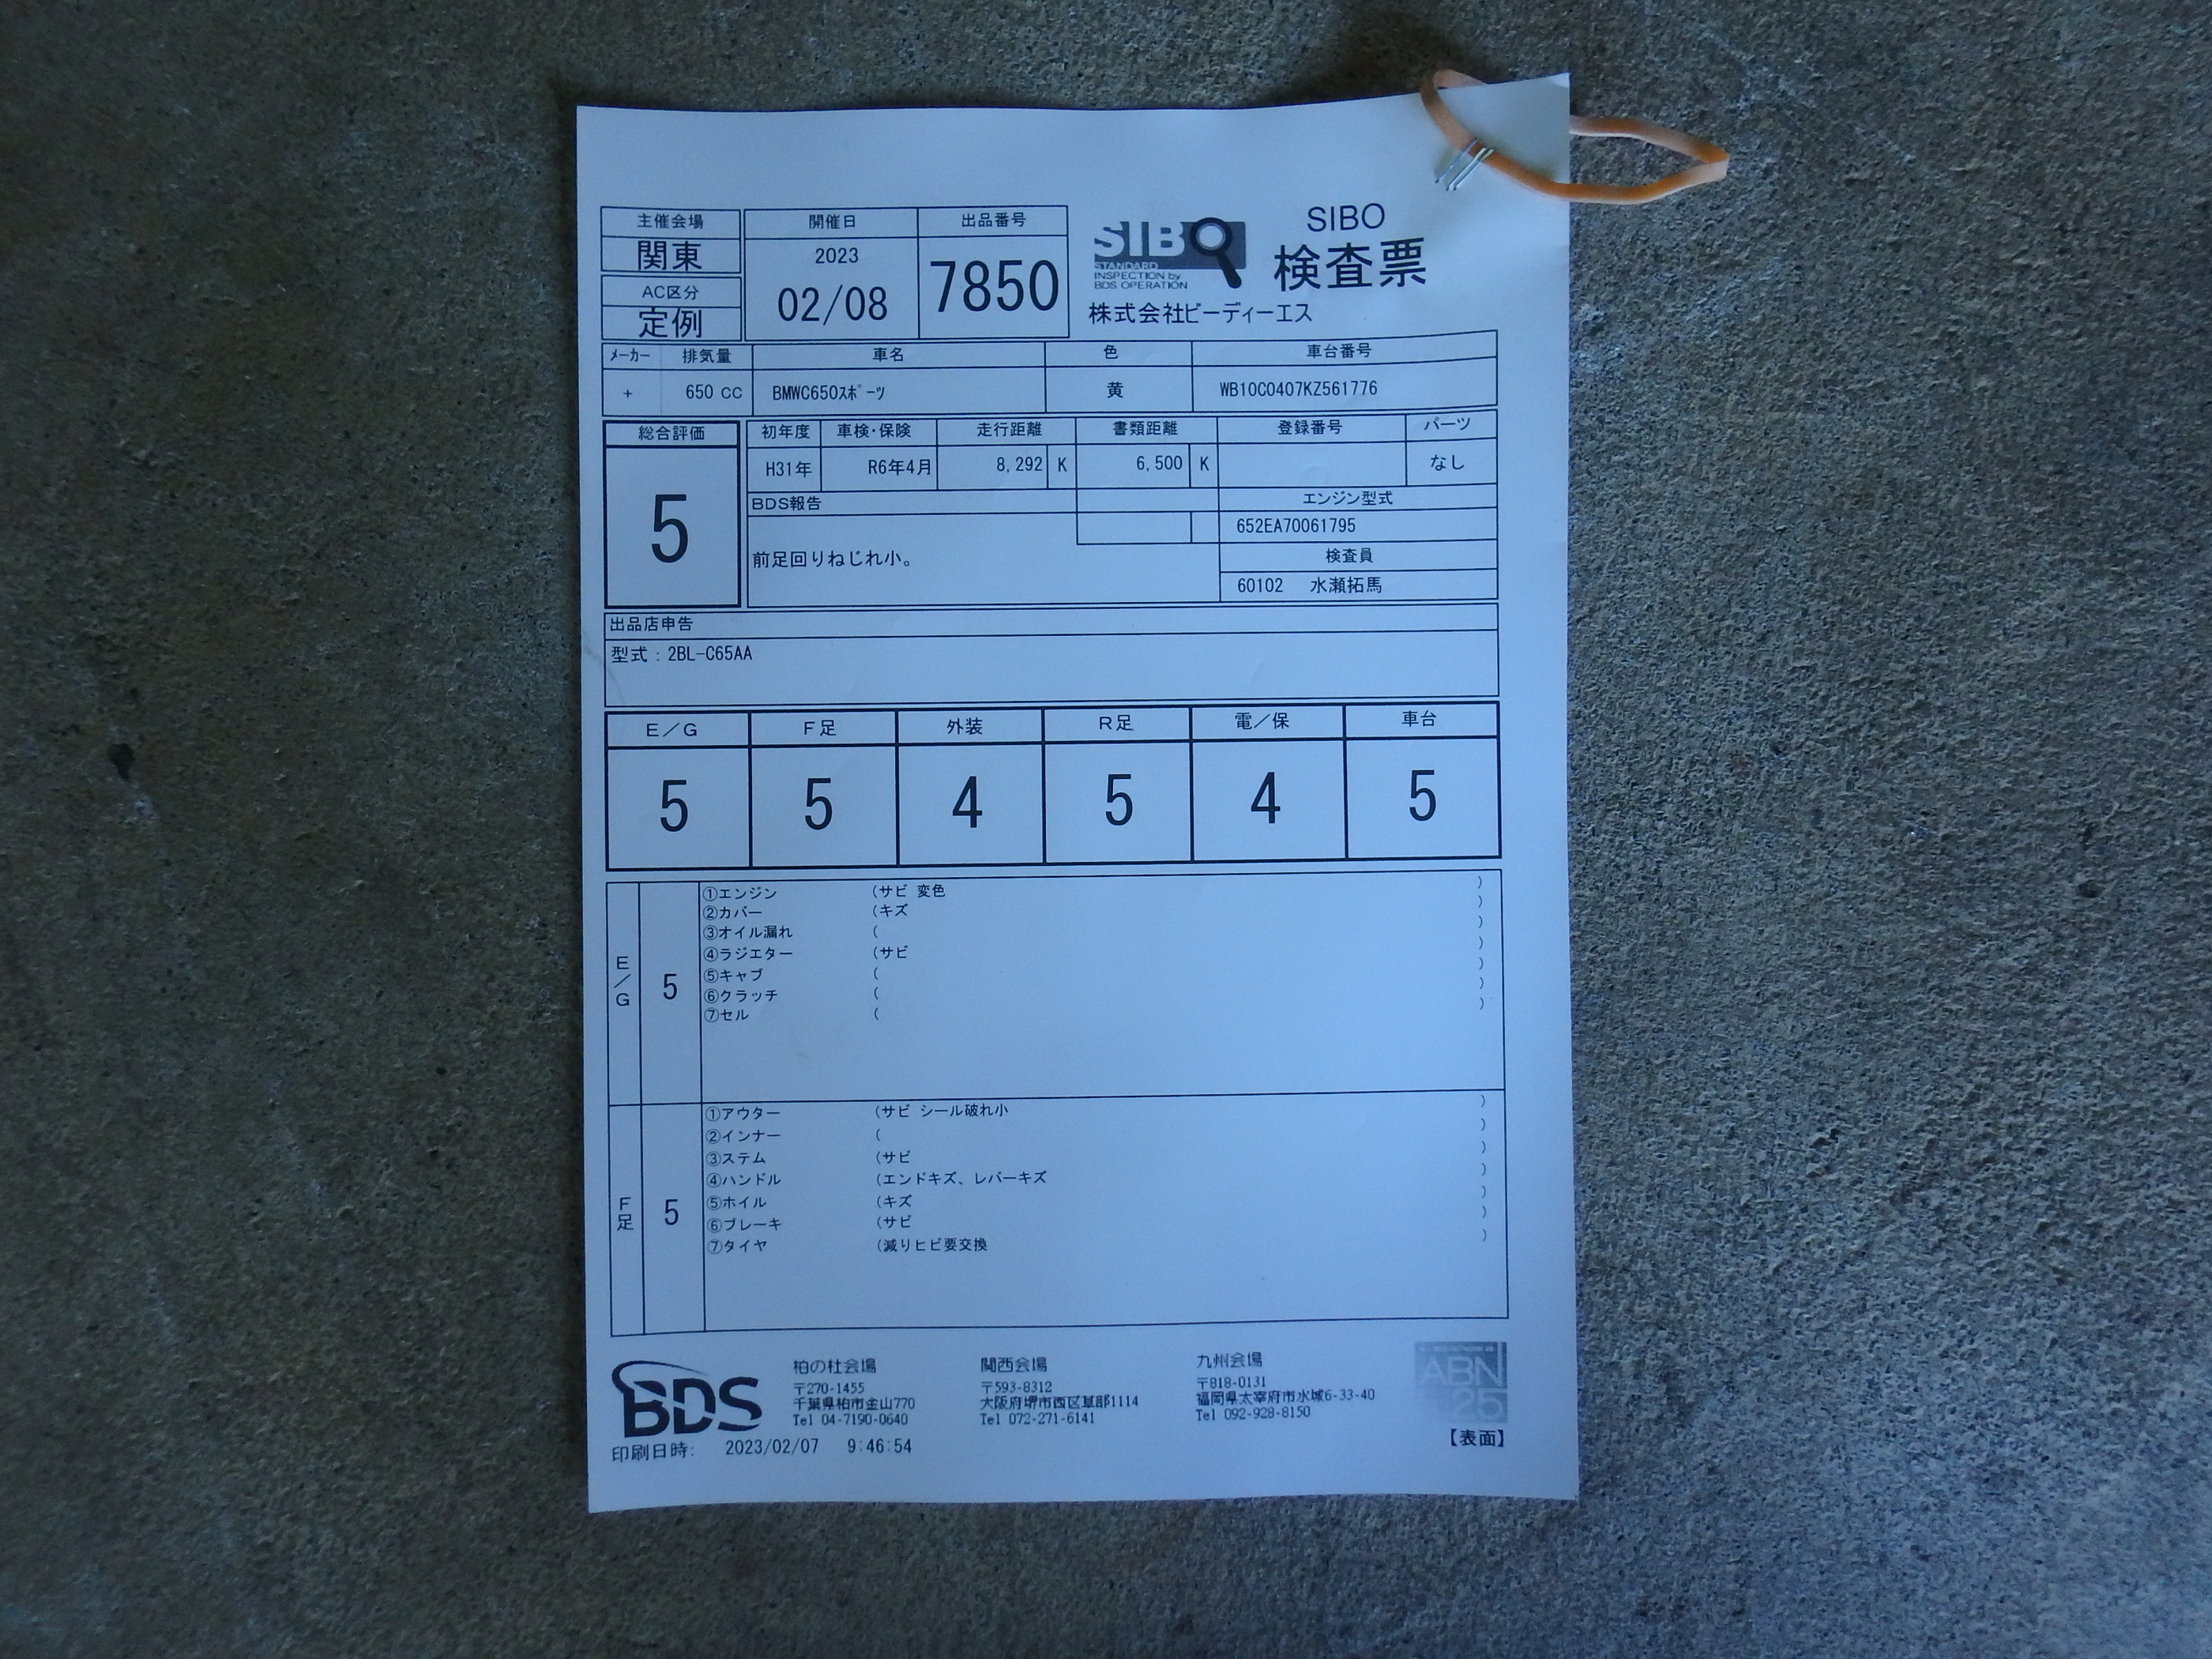 主催会場 開催日 出品番号
関東 2023 02/08 7850
AC区分
定例
SIBO
STANDARD
INSPECTION by
BDS OPERATION
SIBO
検査票
株式会社ビーディーエス
メーカー 排気量 車名 色 車台番号
+ 650 CC BMWC650スポーツ 黄 WB10C0407KZ561776
総合評価 初年度 車検・保険 走行距離 書類距離 登録番号 パーツ
5 H31年 R6年4月 8,292 K 6,500 K なし
BDS報告 エンジン型式
652EA70061795
前足回りねじれ小。 検査員
60102 水瀬拓馬
出品店申告
型式：2BL-C65AA
E／G F足 外装 R足 電／保 車台
5 5 4 5 4 5
E／G 5
①エンジン (サビ 変色 )
②カバー (キズ )
③オイル漏れ ( )
④ラジエター (サビ )
⑤キャブ ( )
⑥クラッチ ( )
⑦セル ( )
F足 5
①アウター (サビ シール破れ小 )
②インナー ( )
③ステム (サビ )
④ハンドル (エンドキズ、レバーキズ )
⑤ホイル (キズ )
⑥ブレーキ (サビ )
⑦タイヤ (減りヒビ要交換 )
BDS
柏の杜会場
〒270-1455
千葉県柏市金山770
Tel 04-7190-0640
関西会場
〒593-8312
大阪府堺市西区草部1114
Tel 072-271-6141
九州会場
〒818-0131
福岡県太宰府市水城6-33-40
Tel 092-928-8150
ABN
25
印刷日時: 2023/02/07 9:46:54
【表面】